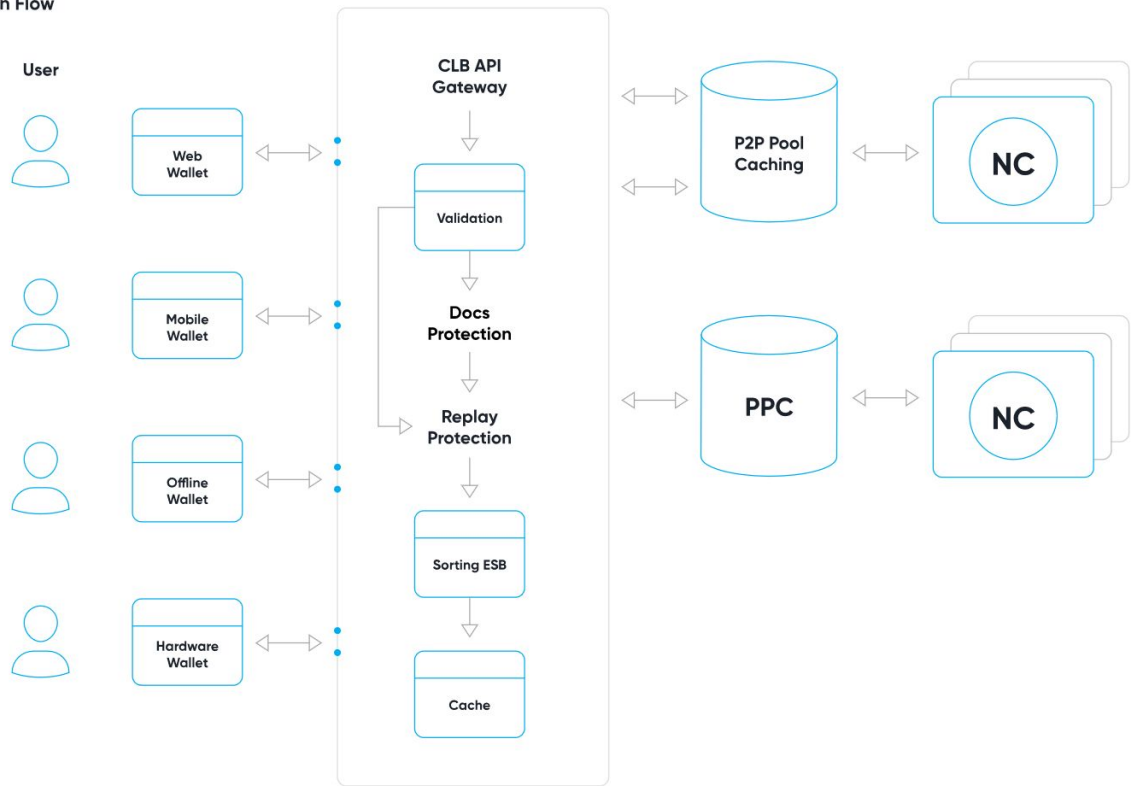 n Flow
User
CLB API
Gateway
Web
Wallet
Validation
P2P Pool
Caching
NC
Mobile
Wallet
Docs
Protection
Replay
Protection
PPC
NC
Offline
Wallet
Sorting ESB
Hardware
Wallet
Cache